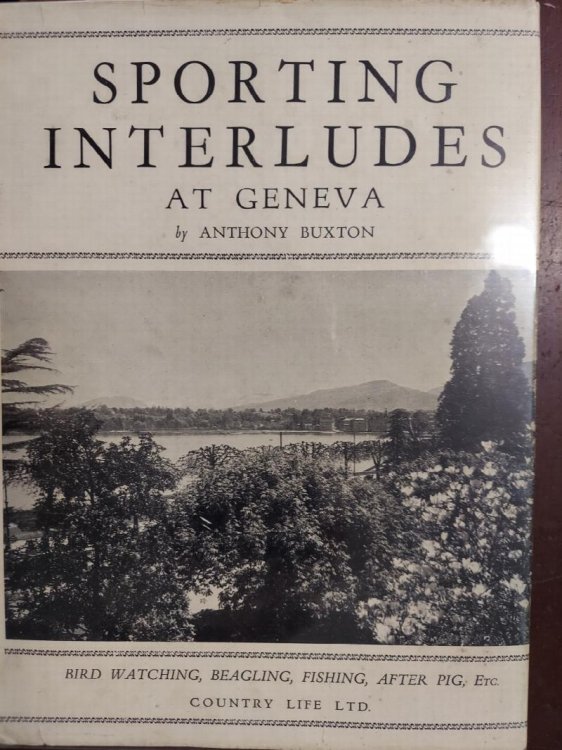 SPORTING
INTERLUDES
AT GENEVA
by ANTHONY BUXTON
BIRD WATCHING, BEAGLING, FISHING, AFTER PIG, ETC.
COUNTRY LIFE LTD.